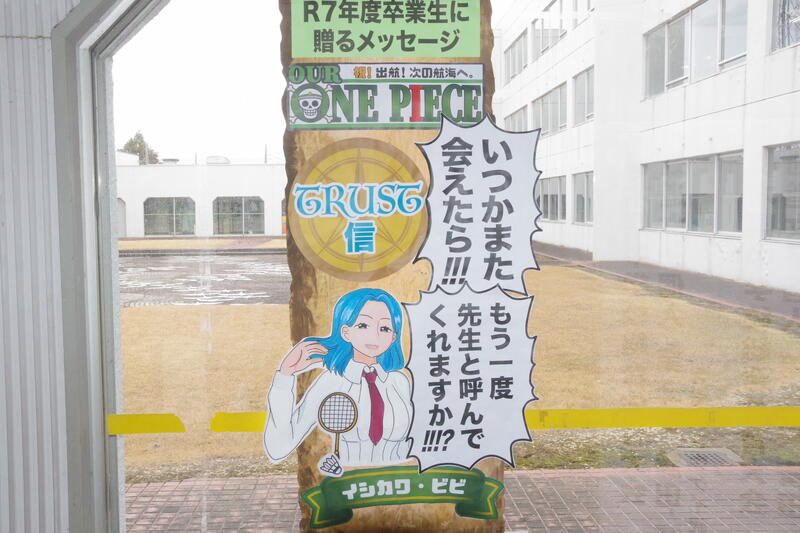 R7年度卒業生に
贈るメッセージ
OUR
祝!出航!次の航海へ。
ONE PIECE
TRUST
信
いつかまた
会えたら!!!
もう一度
先生と呼んで
くれますか!!!?
イシカワ・ビビ